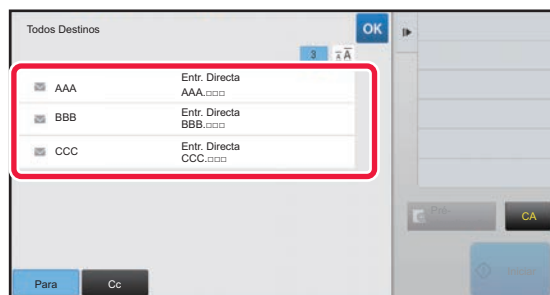 Todos Destinos
OK
3
AAA
Entr. Directa
AAA.□□□
BBB
Entr. Directa
BBB.□□□
CCC
Entr. Directa
CCC.□□□
CA
Para
Cc